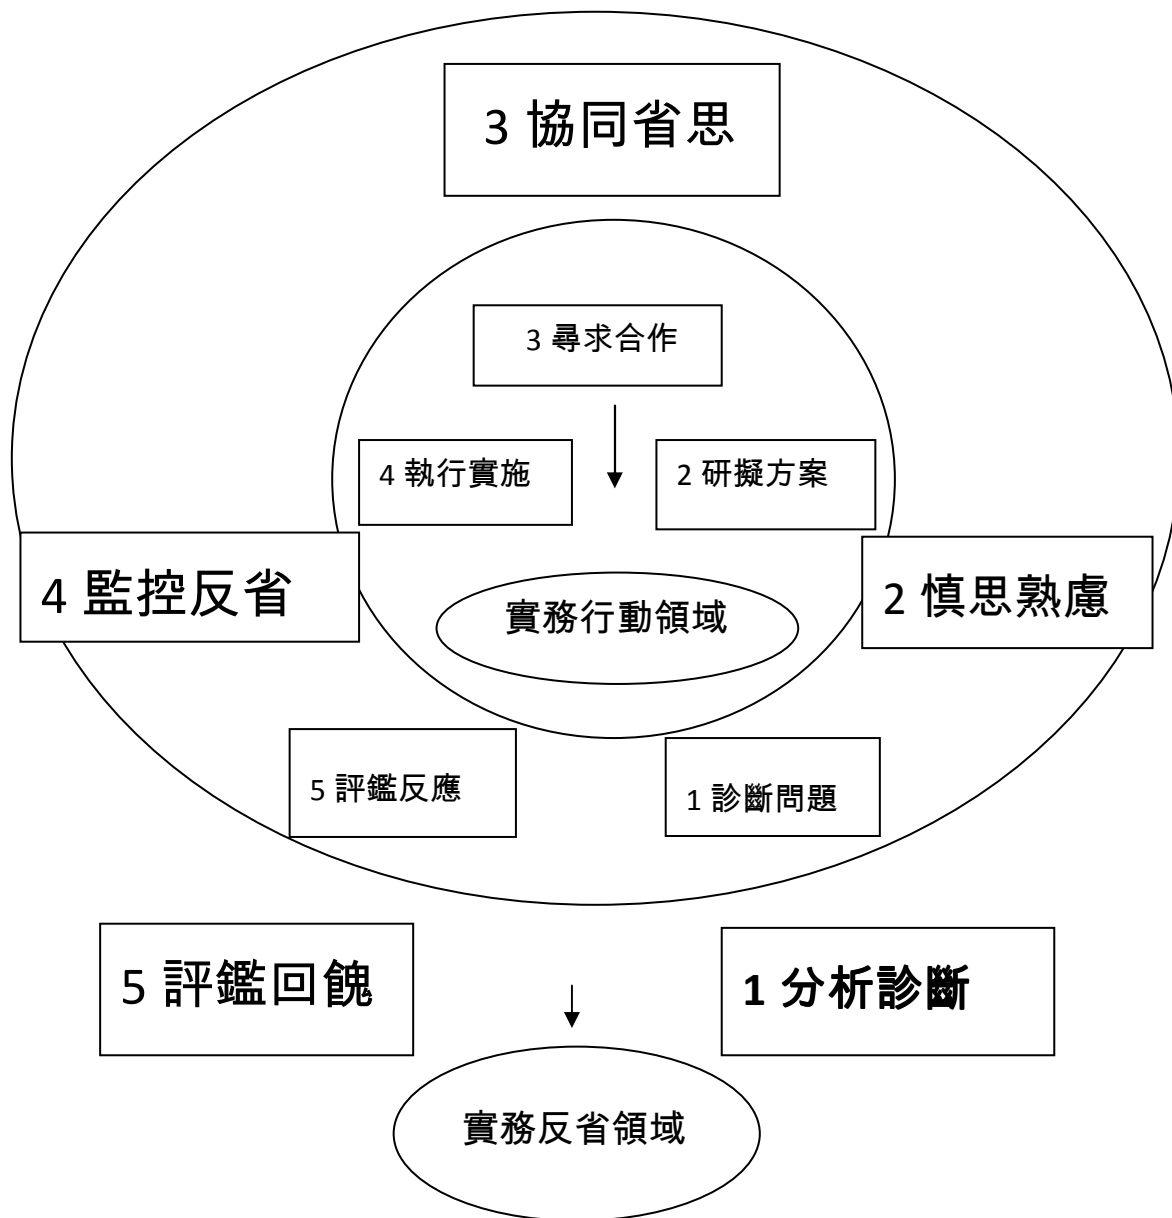 3 協同省思
3 尋求合作
4 執行實施
2 研擬方案
4 監控反省
實務行動領域
2 慎思熟慮
5 評鑑反應
1 診斷問題
5 評鑑回餽
1 分析診斷
實務反省領域